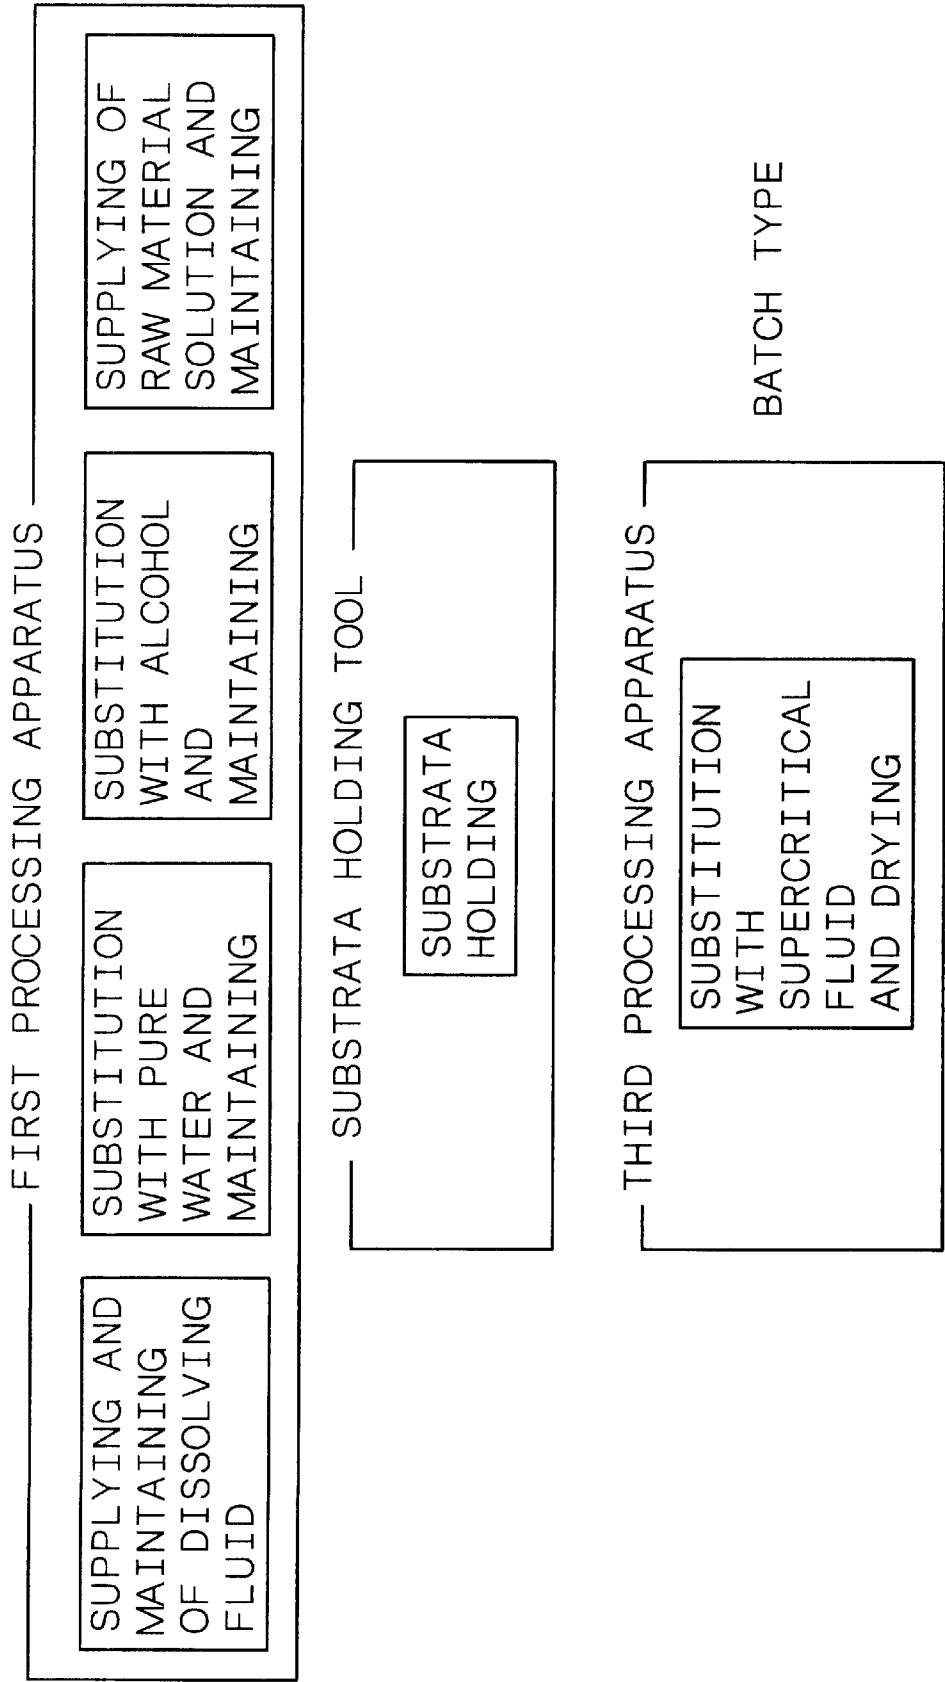 FIRST PROCESSING APPARATUS
SUPPLYING AND
MAINTAINING
OF DISSOLVING
FLUID
SUBSTITUTION
WITH PURE
WATER AND
MAINTAINING
SUBSTITUTION
WITH ALCOHOL
AND
MAINTAINING
SUPPLYING OF
RAW MATERIAL
SOLUTION AND
MAINTAINING
SUBSTRATA HOLDING TOOL
SUBSTRATA
HOLDING
THIRD PROCESSING APPARATUS
SUBSTITUTION
WITH
SUPERCRITICAL
FLUID
AND DRYING
BATCH TYPE